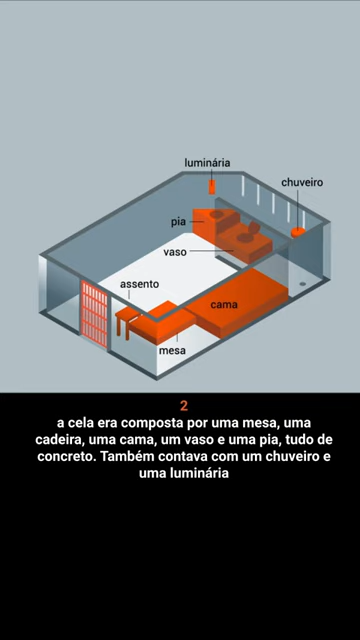 luminária
chuveiro
pia
vaso
assento
cama
mesa
2
a cela era composta por uma mesa, uma
cadeira, uma cama, um vaso e uma pia, tudo de
concreto. Também contava com um chuveiro e
uma luminária